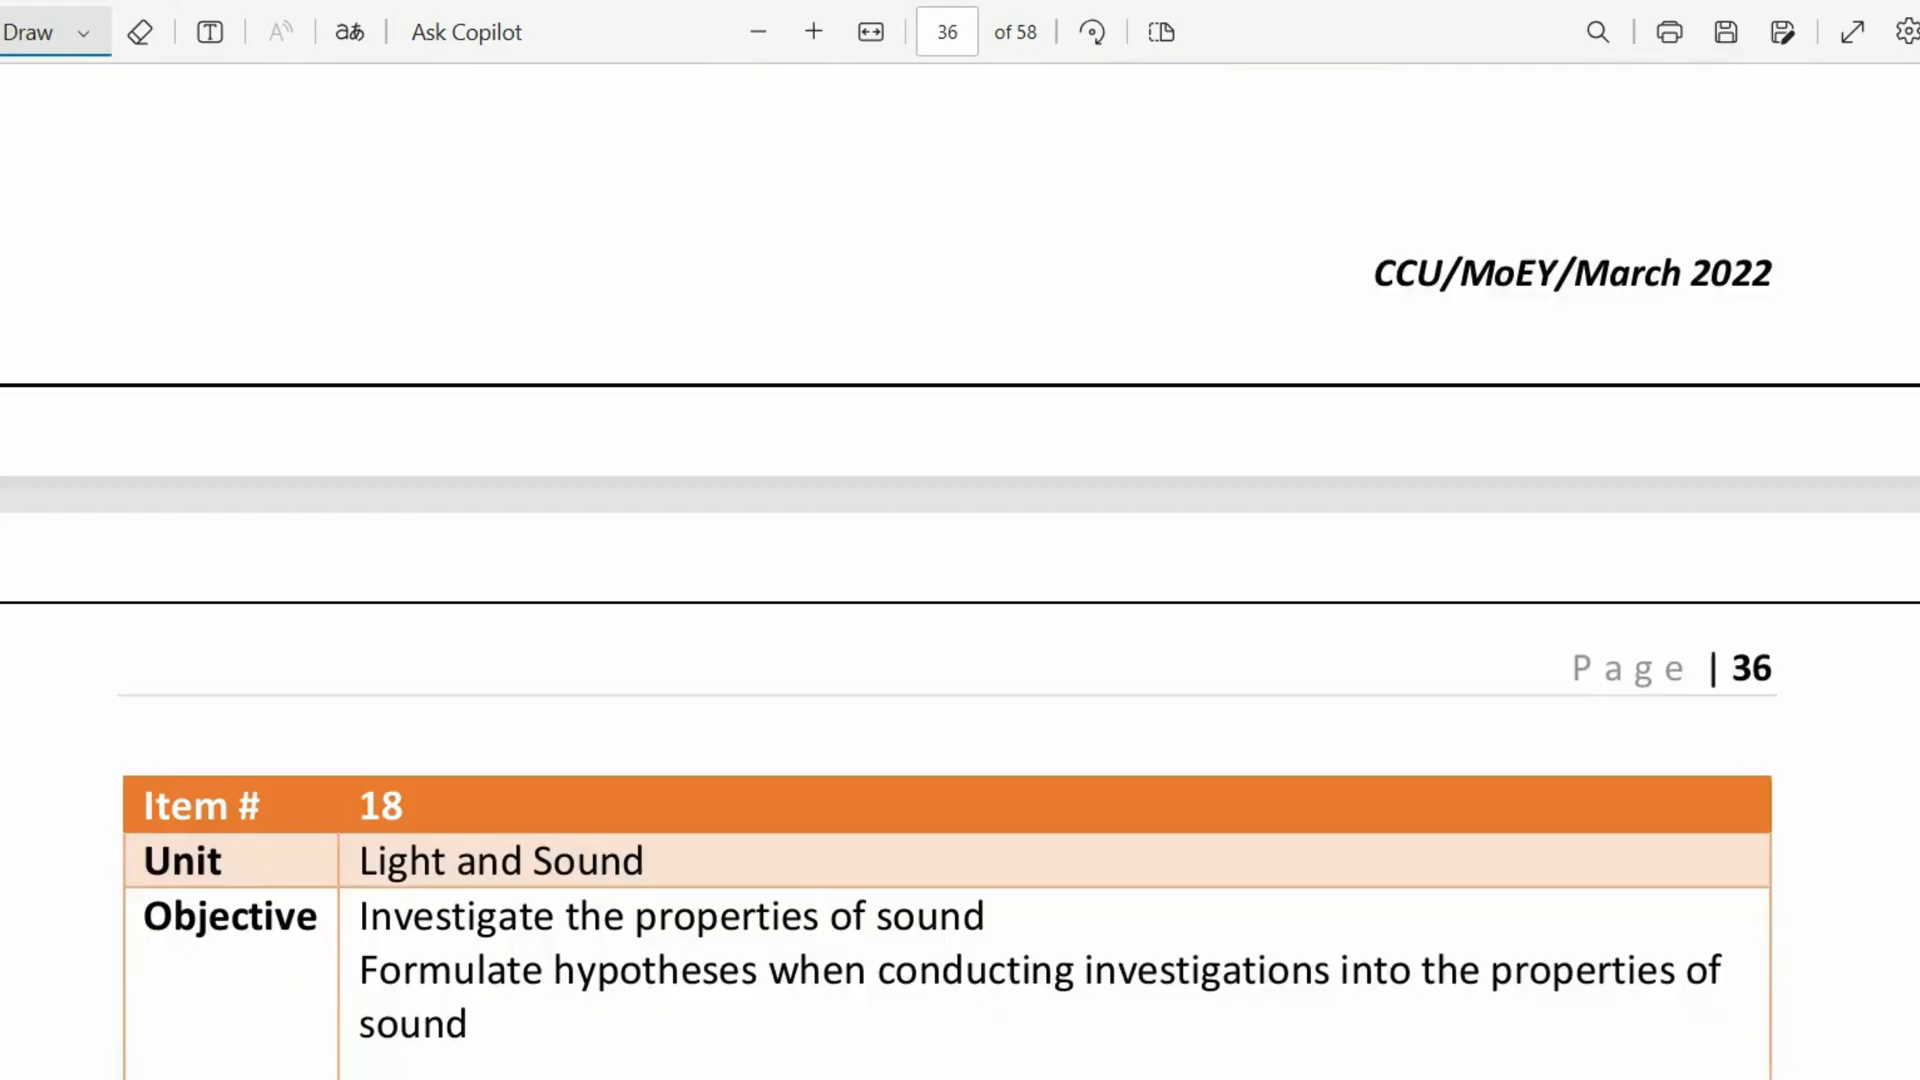 Draw
Ask Copilot
36 of 58
CCU/MoEY/March 2022
Page | 36
Item # 18
Unit Light and Sound
Objective Investigate the properties of sound
Formulate hypotheses when conducting investigations into the properties of
sound